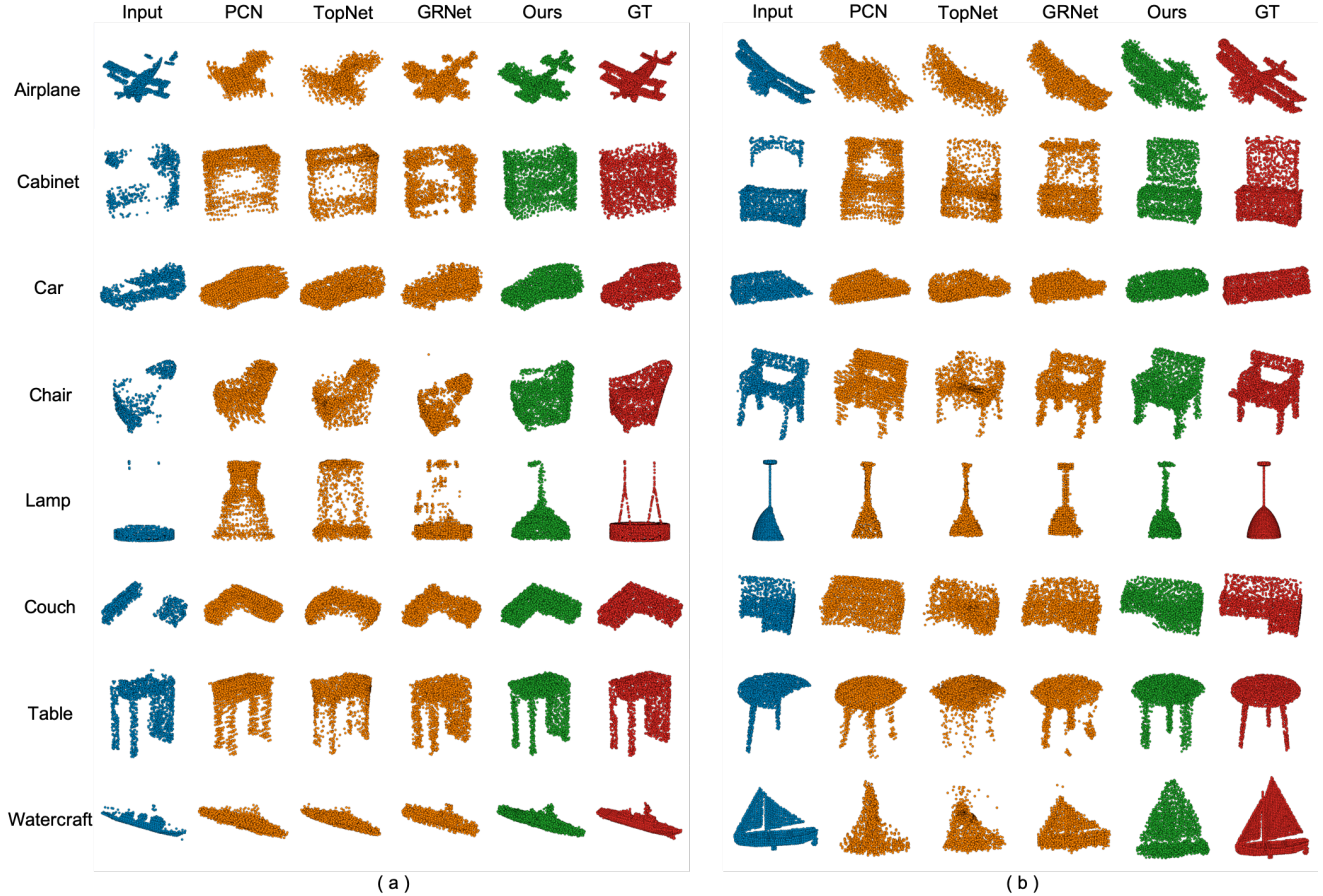 Input PCN TopNet GRNet Ours GT Input PCN TopNet GRNet Ours GT
Airplane
Cabinet
Car
Chair
Lamp
Couch
Table
Watercraft
( a ) ( b )